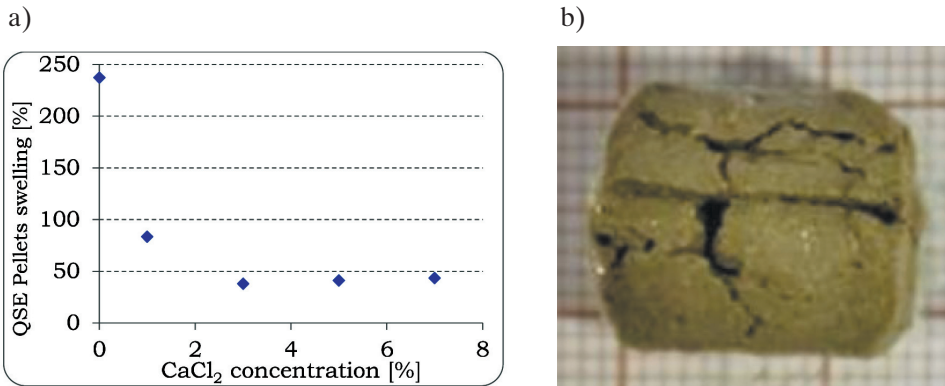 a)
b)
250
200
150
100
50
0
QSE Pellets swelling [%]
0 2 4 6 8
CaCl₂ concentration [%]